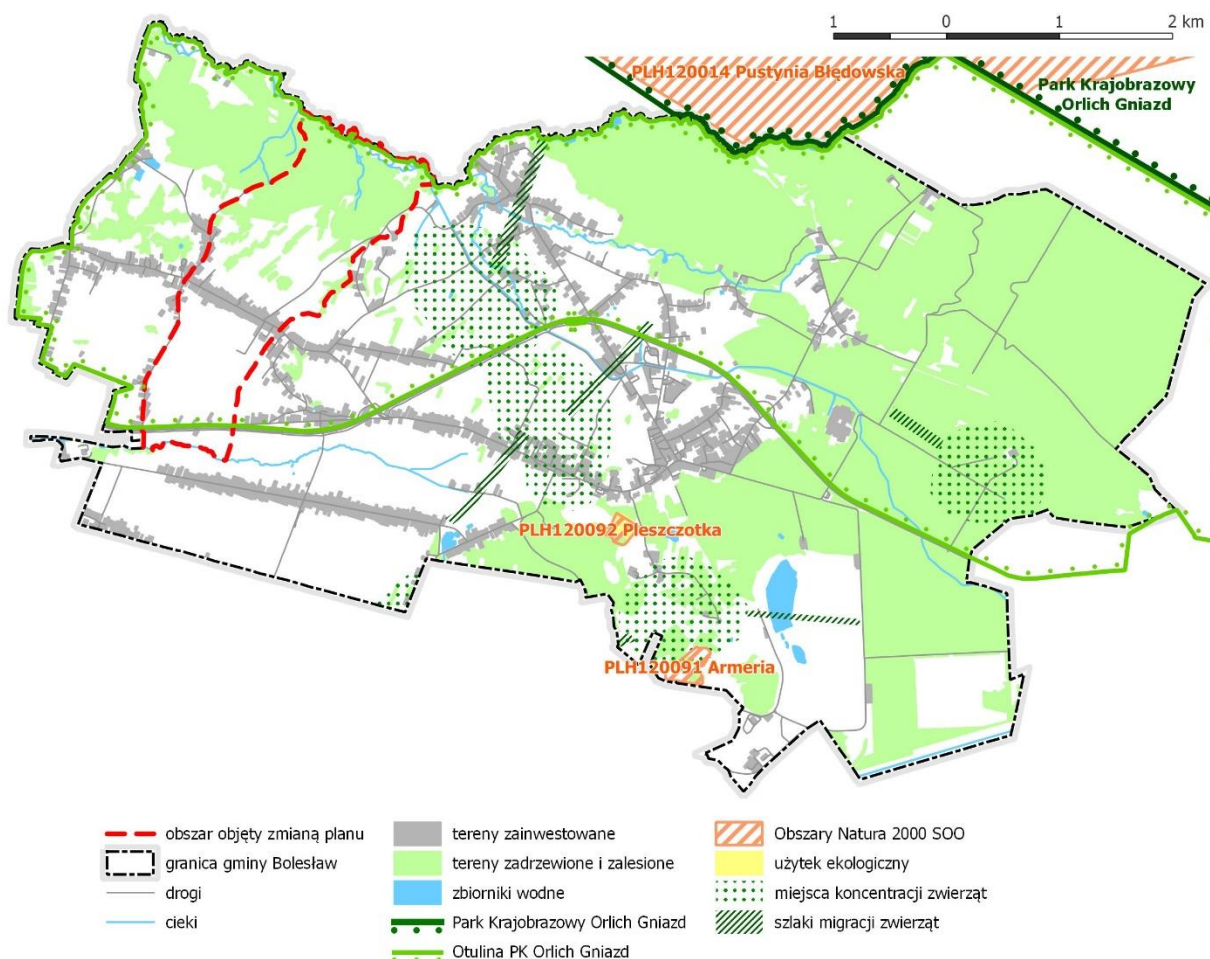 1 0 1 2 km
PLH120014 Pustynia Błędowska
Park Krajobrazowy
Orlich Gniazd
PLH120092 Pleszczotka
PLH120091 Armeria
obszar objęty zmianą planu
granica gminy Bolesław
drogi
cieki
tereny zainwestowane
tereny zadrzewione i zalesione
zbiorniki wodne
Park Krajobrazowy Orlich Gniazd
Otulina PK Orlich Gniazd
Obszary Natura 2000 SOO
użytek ekologiczny
miejsca koncentracji zwierząt
szlaki migracji zwierząt